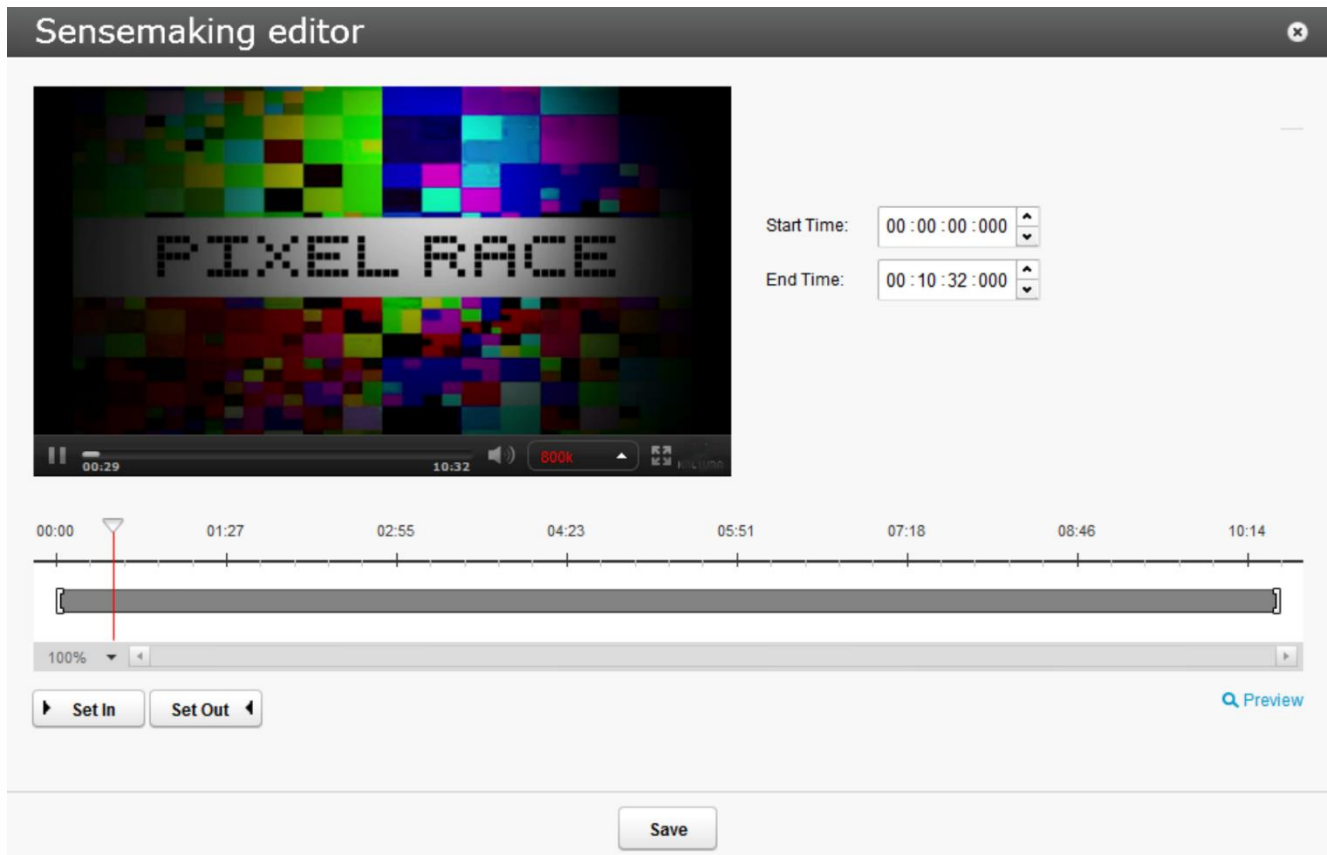 Sensemaking editor
PIXEL RACE
Start Time: 00 :00 :00 :000
End Time: 00 :10 :32 :000
00:29 10:32 800k
00:00 01:27 02:55 04:23 05:51 07:18 08:46 10:14
100%
Set In Set Out Preview
Save